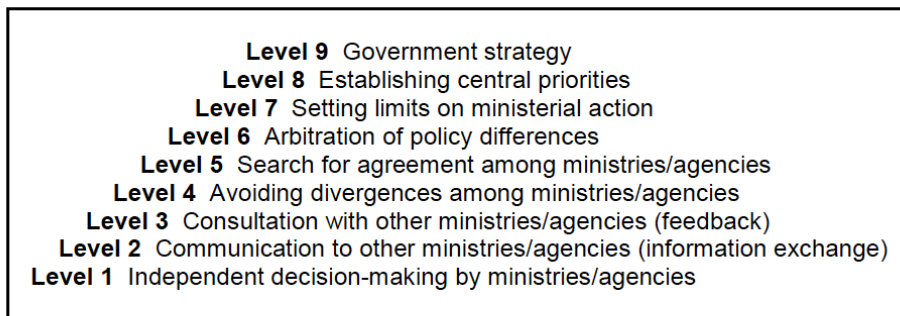 Level 9 Government strategy
Level 8 Establishing central priorities
Level 7 Setting limits on ministerial action
Level 6 Arbitration of policy differences
Level 5 Search for agreement among ministries/agencies
Level 4 Avoiding divergences among ministries/agencies
Level 3 Consultation with other ministries/agencies (feedback)
Level 2 Communication to other ministries/agencies (information exchange)
Level 1 Independent decision-making by ministries/agencies